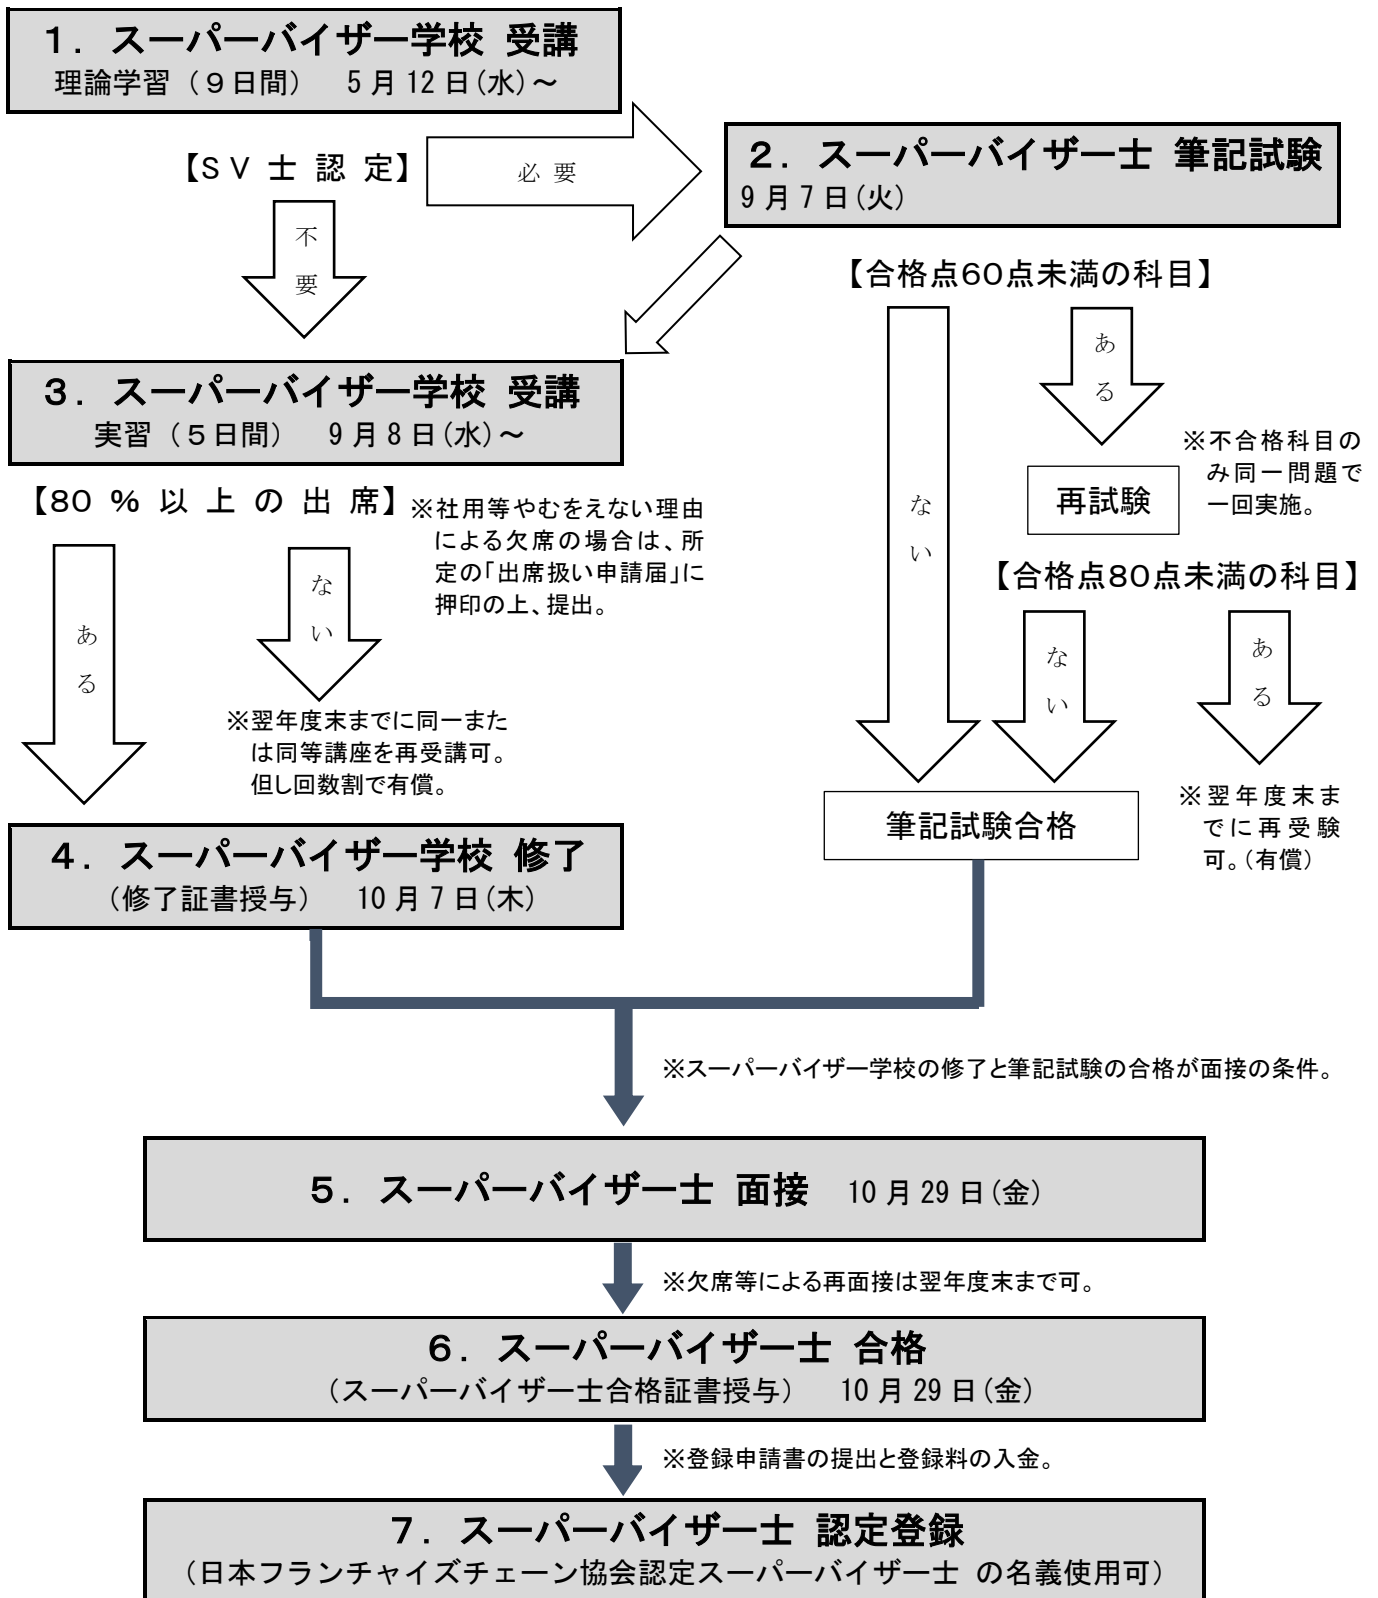 １．スーパーバイザー学校 受講
理論学習（９日間）　５月12日(水)～
【ＳＶ士認定】
必要
不要
２．スーパーバイザー士 筆記試験
９月７日(火)
３．スーパーバイザー学校 受講
実習（５日間）　９月８日(水)～
【80％以上の出席】
※社用等やむをえない理由
による欠席の場合は、所
定の「出席扱い申請届」に
押印の上、提出。
ある
ない
※翌年度末までに同一また
は同等講座を再受講可。
但し回数割で有償。
４．スーパーバイザー学校 修了
（修了証書授与）　10月７日(木)
【合格点60点未満の科目】
ない
ある
※不合格科目の
み同一問題で
一回実施。
再試験
【合格点80点未満の科目】
ない
ある
※翌年度末ま
でに再受験
可。（有償）
筆記試験合格
※スーパーバイザー学校の修了と筆記試験の合格が面接の条件。
５．スーパーバイザー士 面接　10月29日(金)
※欠席等による再面接は翌年度末まで可。
６．スーパーバイザー士 合格
（スーパーバイザー士合格証書授与）　10月29日(金)
※登録申請書の提出と登録料の入金。
７．スーパーバイザー士 認定登録
（日本フランチャイズチェーン協会認定スーパーバイザー士 の名義使用可）